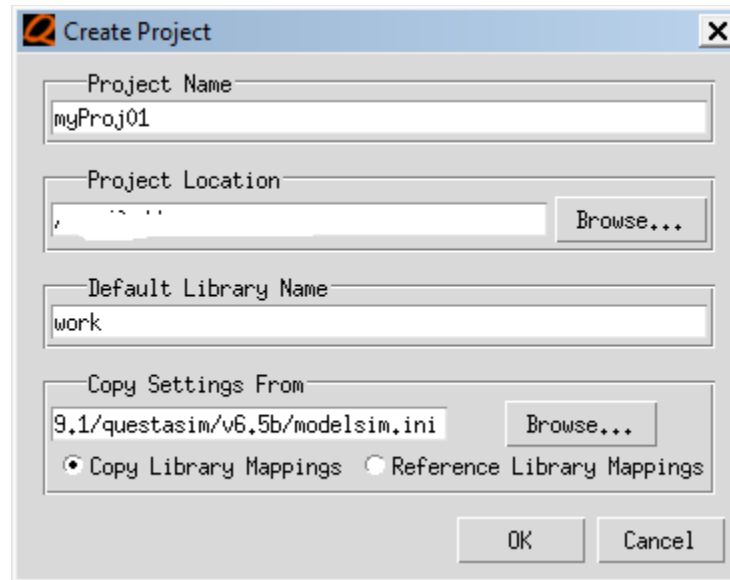 Create Project
Project Name
myProj01
Project Location
Browse...
Default Library Name
work
Copy Settings From
9.1/questasim/v6.5b/modelsim.ini Browse...
Copy Library Mappings Reference Library Mappings
OK Cancel